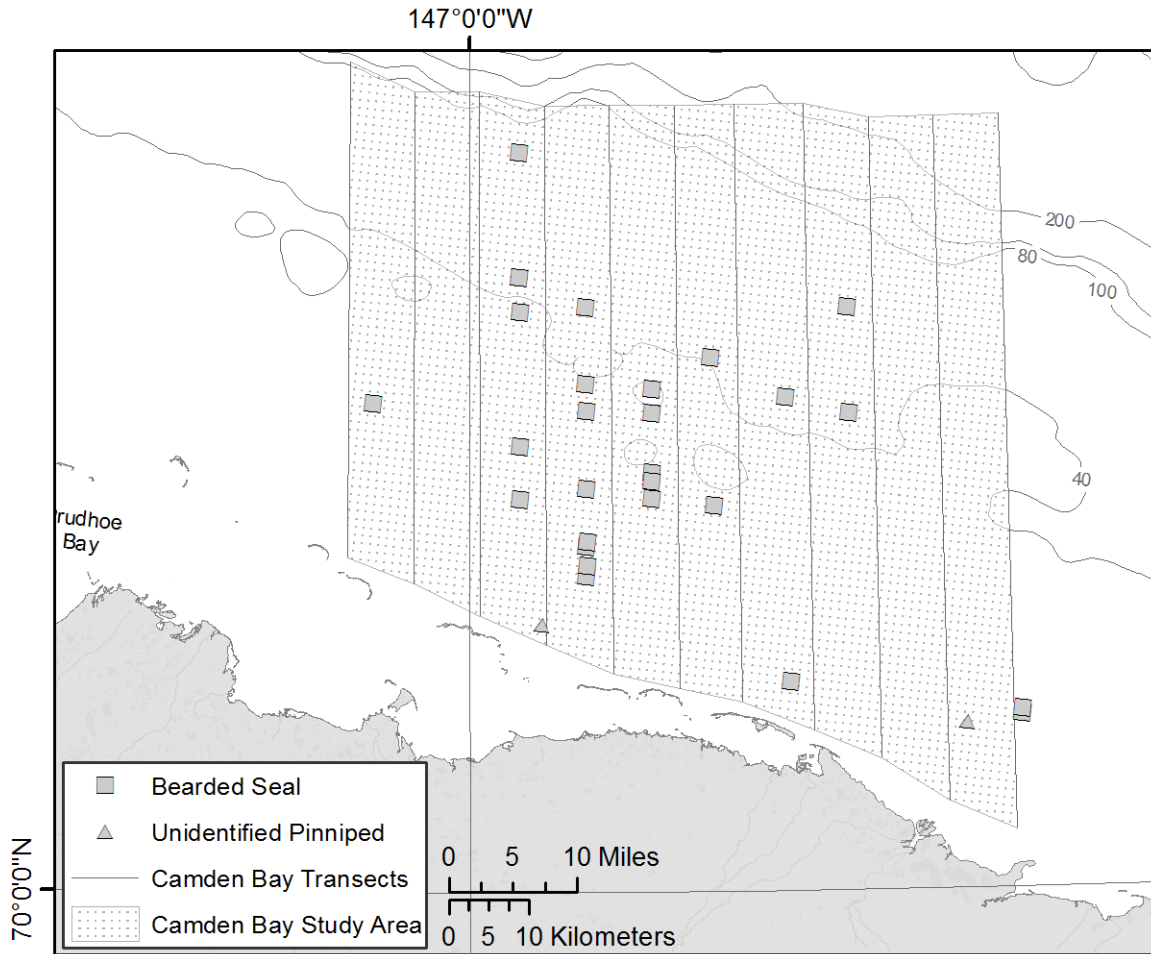 147°0'0"W
200
80
100
40
rudhoe
Bay
70°0'0"N
Bearded Seal
Unidentified Pinniped
Camden Bay Transects
Camden Bay Study Area
0 5 10 Miles
0 5 10 Kilometers